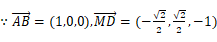 ∵ $\overrightarrow{AB} = (1,0,0), \overrightarrow{MD} = (-\frac{\sqrt{2}}{2}, \frac{\sqrt{2}}{2}, -1)$